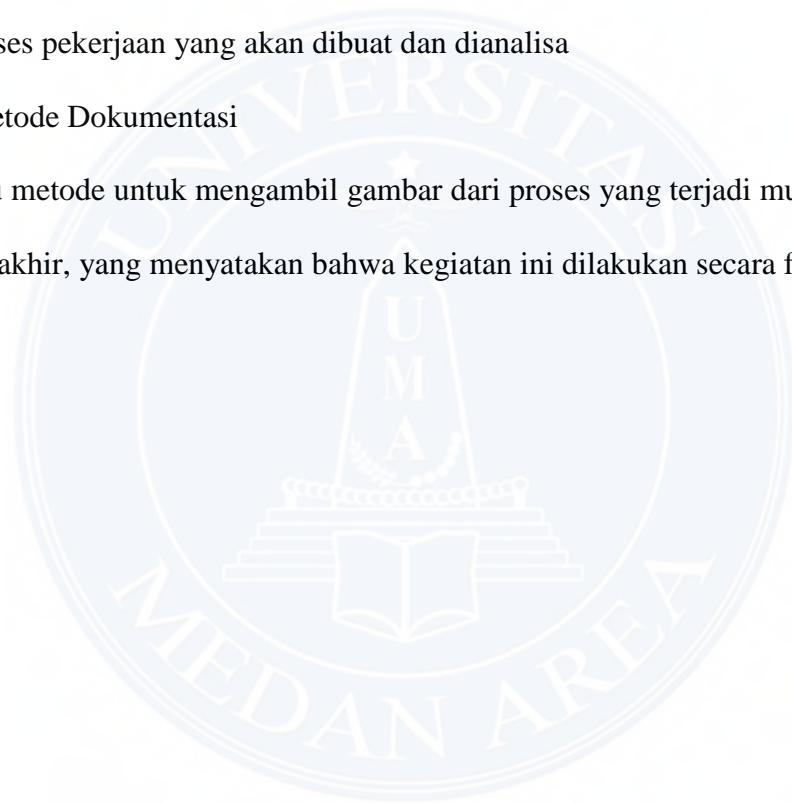 ses pekerjaan yang akan dibuat dan dianalisa
etode Dokumentasi
u metode untuk mengambil gambar dari proses yang terjadi mu
akhir, yang menyatakan bahwa kegiatan ini dilakukan secara f
UNIVERSITAS
U
M
A
MEDAN AREA